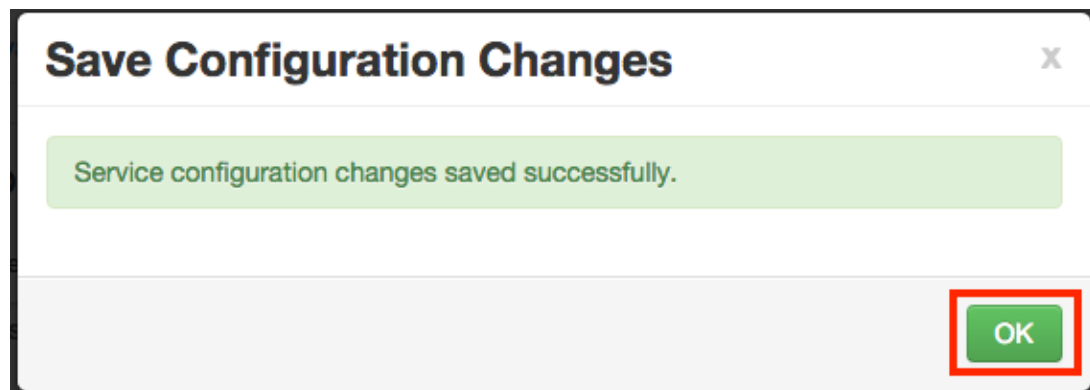 Save Configuration Changes
x
Service configuration changes saved successfully.
OK